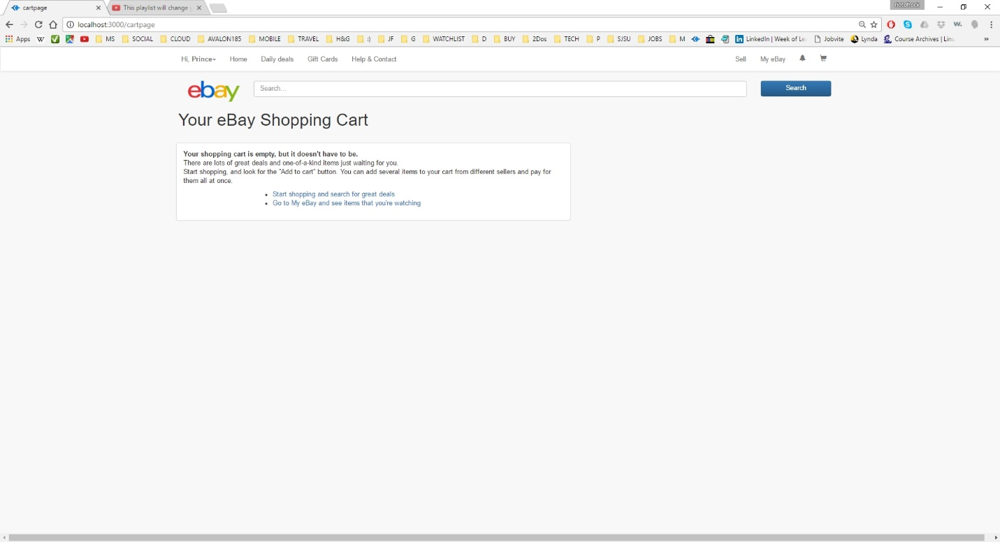 cartpage
This playlist will change
localhost:3000/cartpage
Apps W MS SOCIAL CLOUD AVALON185 MOBILE TRAVEL H&G :) JF G WATCHLIST D BUY 2Dos TECH P SJSU JOBS M LinkedIn | Week of Le Jobvite Lynda Course Archives | Linu »
Hi, Prince Home Daily deals Gift Cards Help & Contact Sell My eBay
ebay Search... Search
Your eBay Shopping Cart
Your shopping cart is empty, but it doesn't have to be.
There are lots of great deals and one-of-a-kind items just waiting for you.
Start shopping, and look for the "Add to cart" button. You can add several items to your cart from different sellers and pay for
them all at once.
• Start shopping and search for great deals
• Go to My eBay and see items that you're watching